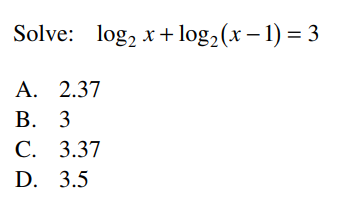 Solve: log₂ x + log₂(x − 1) = 3
A. 2.37
B. 3
C. 3.37
D. 3.5